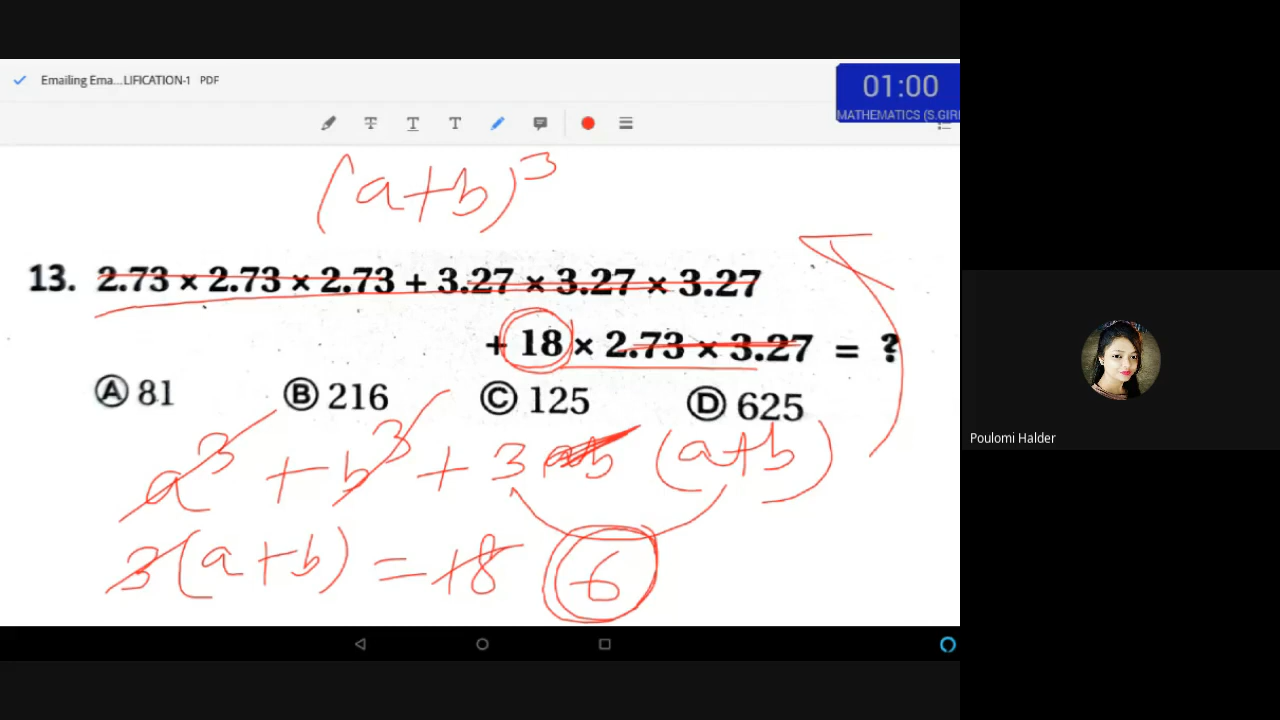 Emailing Ema...LIFICATION-1 PDF
01:00
MATHEMATICS (S.GIRI
T T T
(a+b)³
13. 2.73 × 2.73 × 2.73 + 3.27 × 3.27 × 3.27
+ 18 × 2.73 × 3.27 = ?
Ⓐ 81 Ⓑ 216 Ⓒ 125 Ⓓ 625
a³ + b³ + 3ab (a+b)
3(a+b) = 18 6
Poulomi Halder